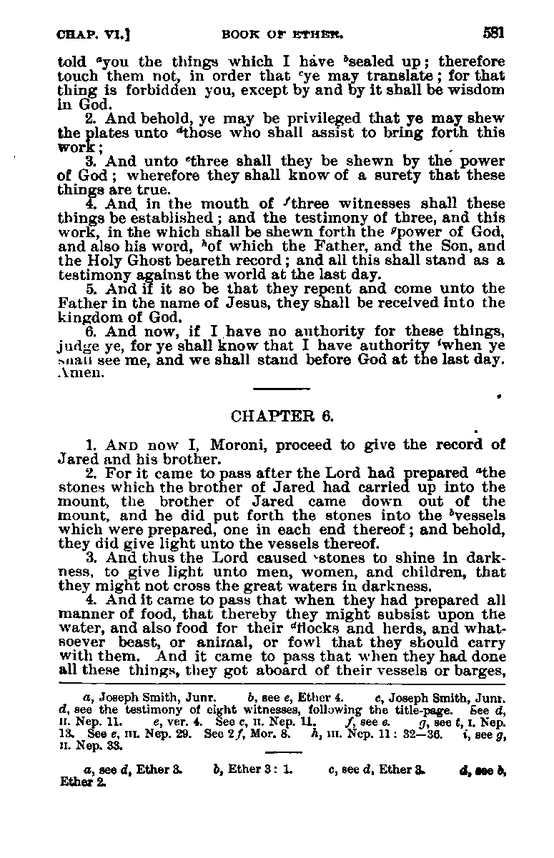 CHAP. VI.] BOOK OF ETHER. 581
told ᵃyou the things which I have ᵇsealed up; therefore
touch them not, in order that ᶜye may translate; for that
thing is forbidden you, except by and by it shall be wisdom
in God.
2. And behold, ye may be privileged that ye may shew
the plates unto ᵈthose who shall assist to bring forth this
work;
3. And unto ᵉthree shall they be shewn by the power
of God; wherefore they shall know of a surety that these
things are true.
4. And in the mouth of ᶠthree witnesses shall these
things be established; and the testimony of three, and this
work, in the which shall be shewn forth the ᵍpower of God,
and also his word, ʰof which the Father, and the Son, and
the Holy Ghost beareth record; and all this shall stand as a
testimony against the world at the last day.
5. And if it so be that they repent and come unto the
Father in the name of Jesus, they shall be received into the
kingdom of God.
6. And now, if I have no authority for these things,
judge ye, for ye shall know that I have authority ⁱwhen ye
shall see me, and we shall stand before God at the last day.
Amen.
CHAPTER 6.
1. AND now I, Moroni, proceed to give the record of
Jared and his brother.
2. For it came to pass after the Lord had prepared ᵃthe
stones which the brother of Jared had carried up into the
mount, the brother of Jared came down out of the
mount, and he did put forth the stones into the ᵇvessels
which were prepared, one in each end thereof; and behold,
they did give light unto the vessels thereof.
3. And thus the Lord caused ᶜstones to shine in dark-
ness, to give light unto men, women, and children, that
they might not cross the great waters in darkness.
4. And it came to pass that when they had prepared all
manner of food, that thereby they might subsist upon the
water, and also food for their ᵈflocks and herds, and what-
soever beast, or animal, or fowl that they should carry
with them. And it came to pass that when they had done
all these things, they got aboard of their vessels or barges,
a, Joseph Smith, Junr. b, see e, Ether 4. c, Joseph Smith, Junr.
d, see the testimony of eight witnesses, following the title-page. See d,
II. Nep. 11. e, ver. 4. See c, II. Nep. 11. f, see e. g, see t, I. Nep.
13. See e, III. Nep. 29. See 2f, Mor. 8. h, III. Nep. 11: 32—36. i, see g,
II. Nep. 33.
a, see d, Ether 3. b, Ether 3: 1. c, see d, Ether 3. d, see b,
Ether 2.